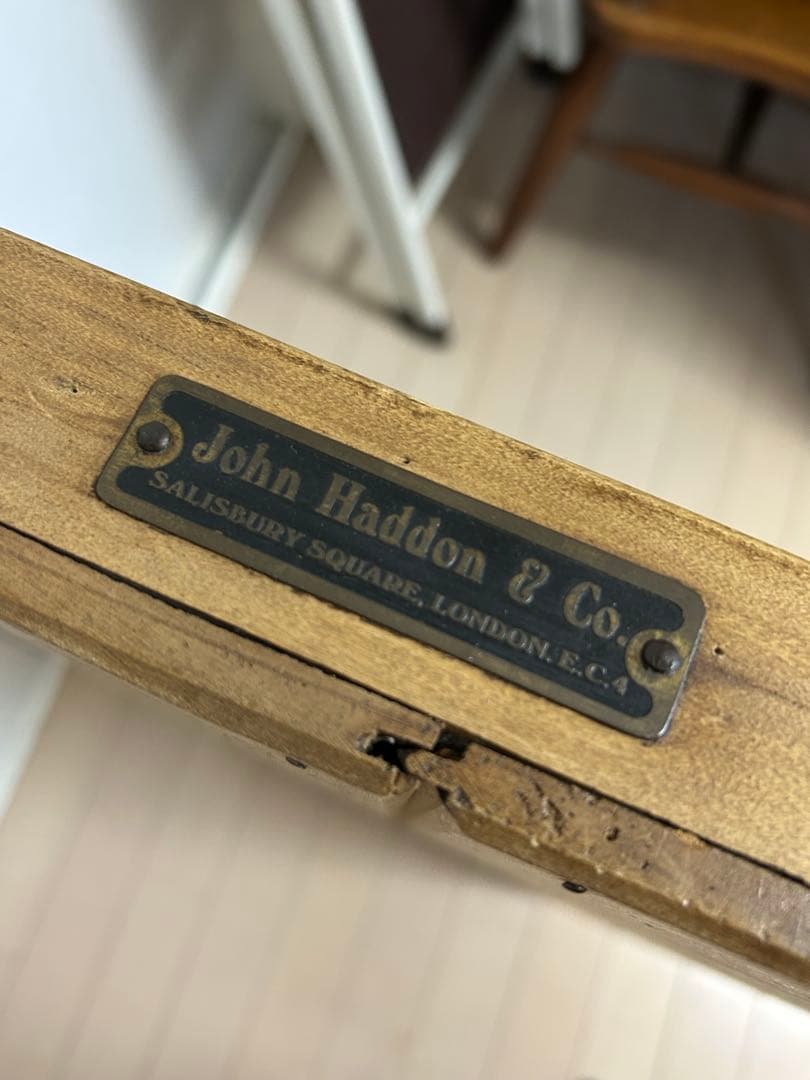 John Haddon & Co.
SALISBURY SQUARE, LONDON. E.C.4